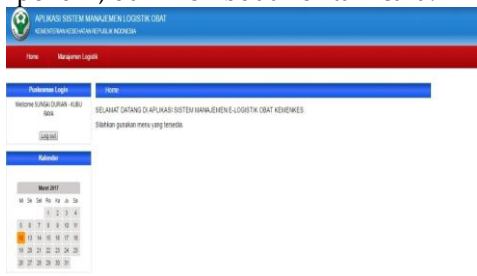 APLIKASI SISTEM MANAJEMEN LOGISTIK OBAT
KEMENTERIAN KESEHATAN REPUBLIK INDONESIA
Home Manajemen Logistik
Puskesmas Login
Welcome SUNGAI DURIAN - KUBU
RAYA
Log out
Home
SELAMAT DATANG DI APLIKASI SISTEM MANAJEMEN E-LOGISTIK OBAT KEMENKES.
Silahkan gunakan menu yang tersedia.
Kalender
Maret 2017
Mi Se Sel Ra Ka Ju Sa
1 2 3 4
5 6 7 8 9 10 11
12 13 14 15 16 17 18
19 20 21 22 23 24 25
26 27 28 29 30 31